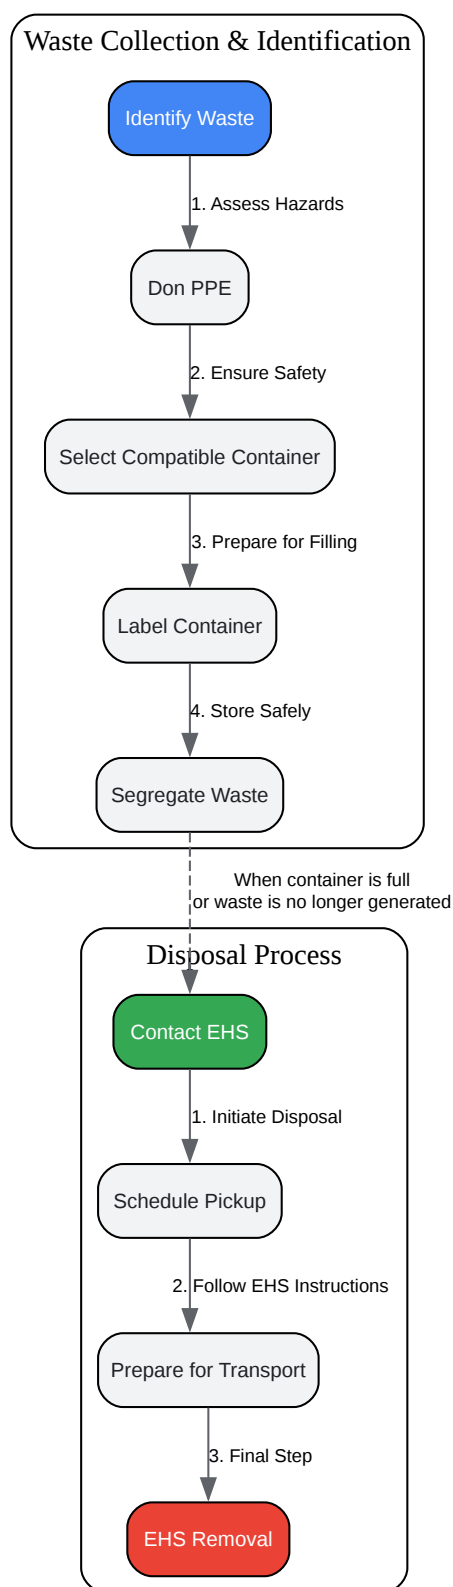 Waste Collection & Identification
Identify Waste
1. Assess Hazards
Don PPE
2. Ensure Safety
Select Compatible Container
3. Prepare for Filling
Label Container
4. Store Safely
Segregate Waste
When container is full
or waste is no longer generated
Disposal Process
Contact EHS
1. Initiate Disposal
Schedule Pickup
2. Follow EHS Instructions
Prepare for Transport
3. Final Step
EHS Removal